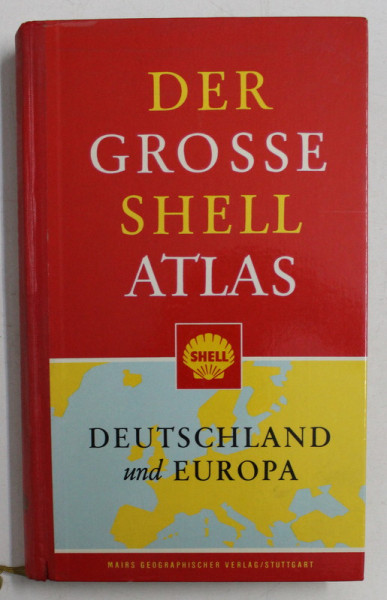 DER
GROSSE
SHELL
ATLAS
SHELL
DEUTSCHLAND
und EUROPA
MAIRS GEOGRAPHISCHER VERLAG/STUTTGART